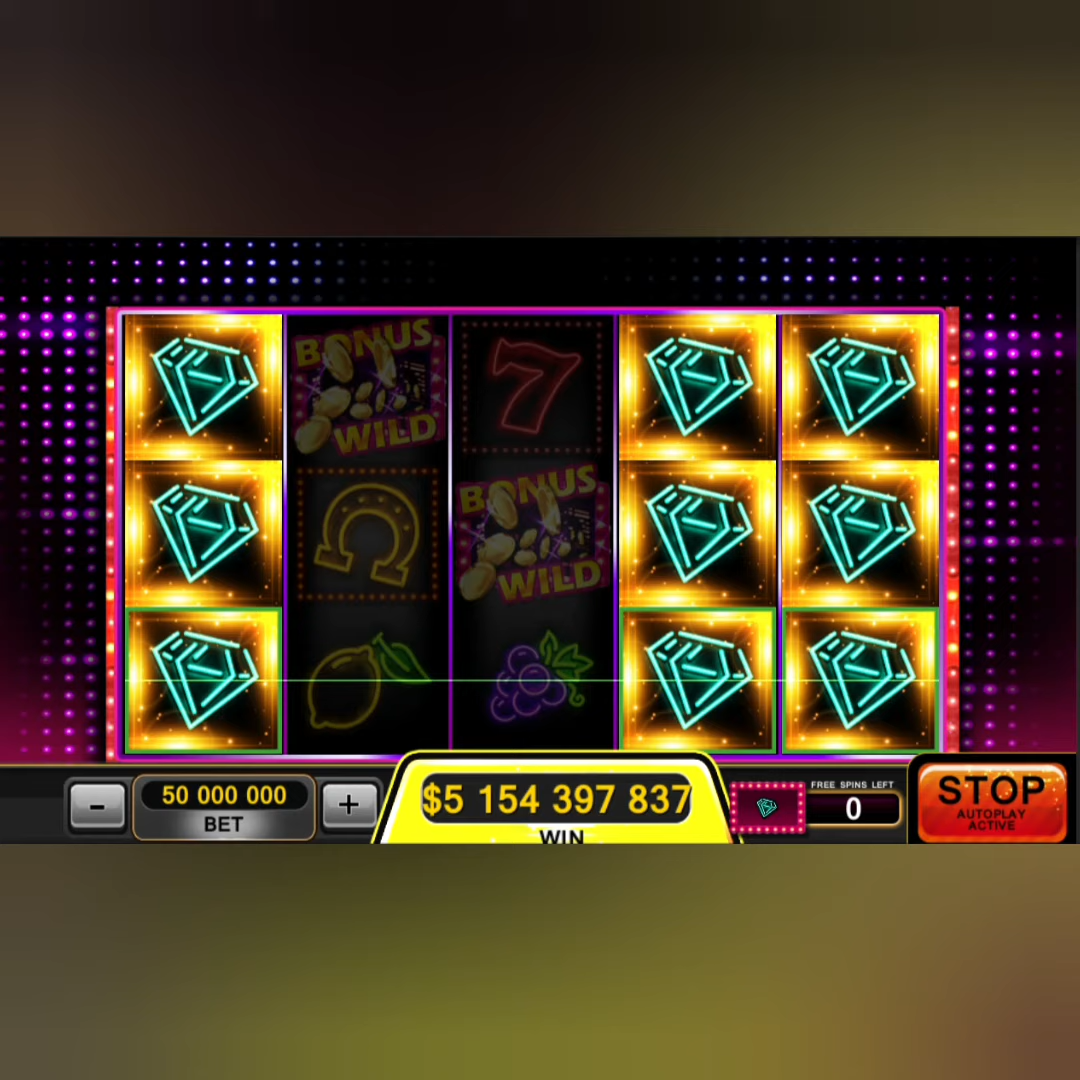 BONUS
WILD
7
BONUS
WILD
-
50 000 000
BET
+
$5 154 397 837
WIN
FREE SPINS LEFT
0
STOP
AUTOPLAY
ACTIVE